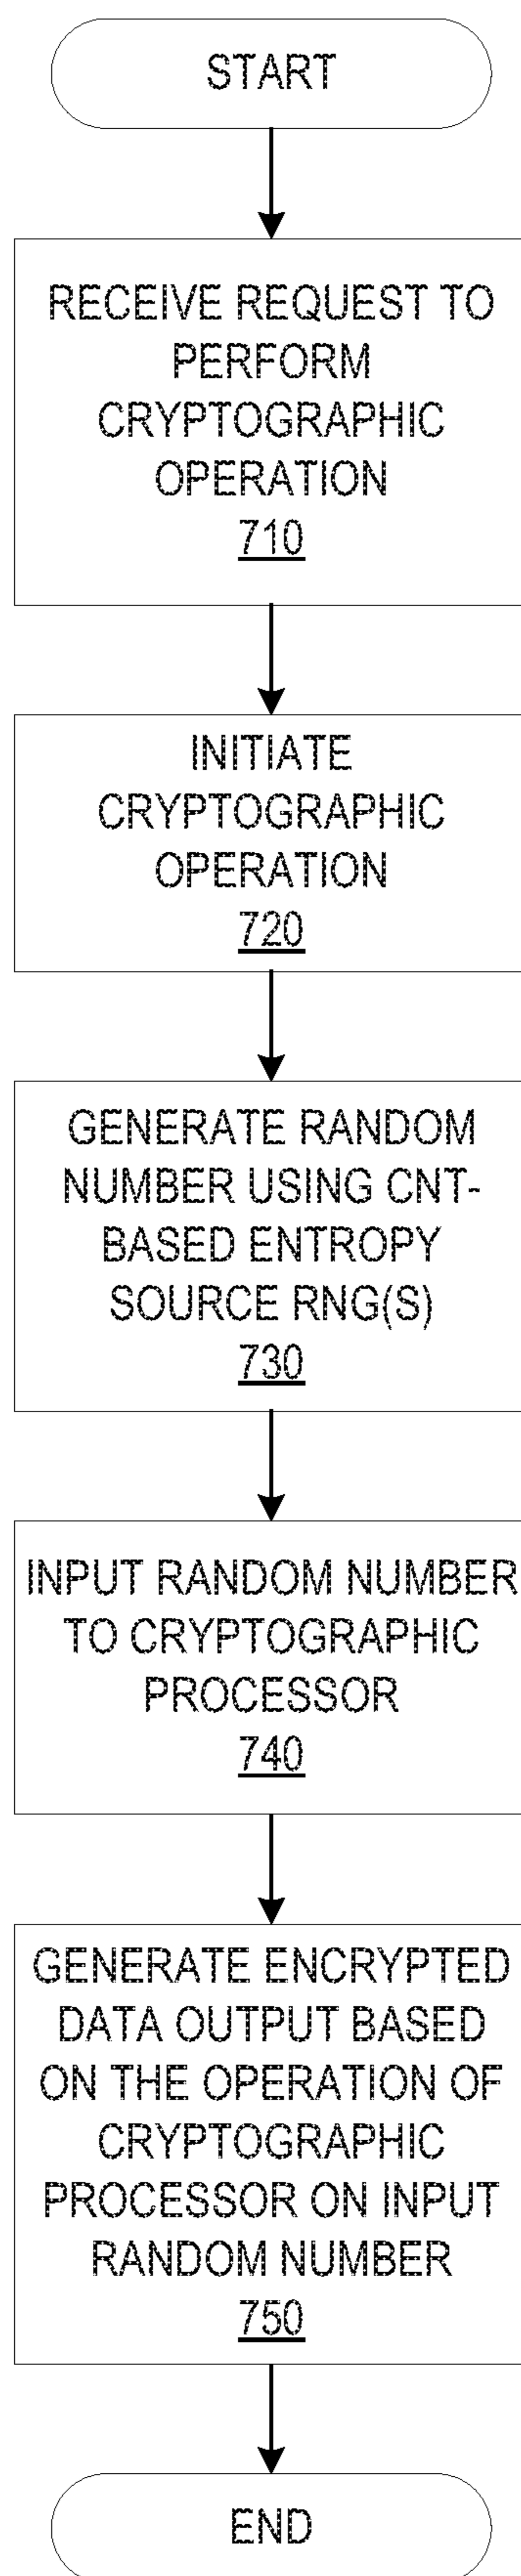 START
RECEIVE REQUEST TO
PERFORM
CRYPTOGRAPHIC
OPERATION
710
INITIATE
CRYPTOGRAPHIC
OPERATION
720
GENERATE RANDOM
NUMBER USING CNT-
BASED ENTROPY
SOURCE RNG(S)
730
INPUT RANDOM NUMBER
TO CRYPTOGRAPHIC
PROCESSOR
740
GENERATE ENCRYPTED
DATA OUTPUT BASED
ON THE OPERATION OF
CRYPTOGRAPHIC
PROCESSOR ON INPUT
RANDOM NUMBER
750
END